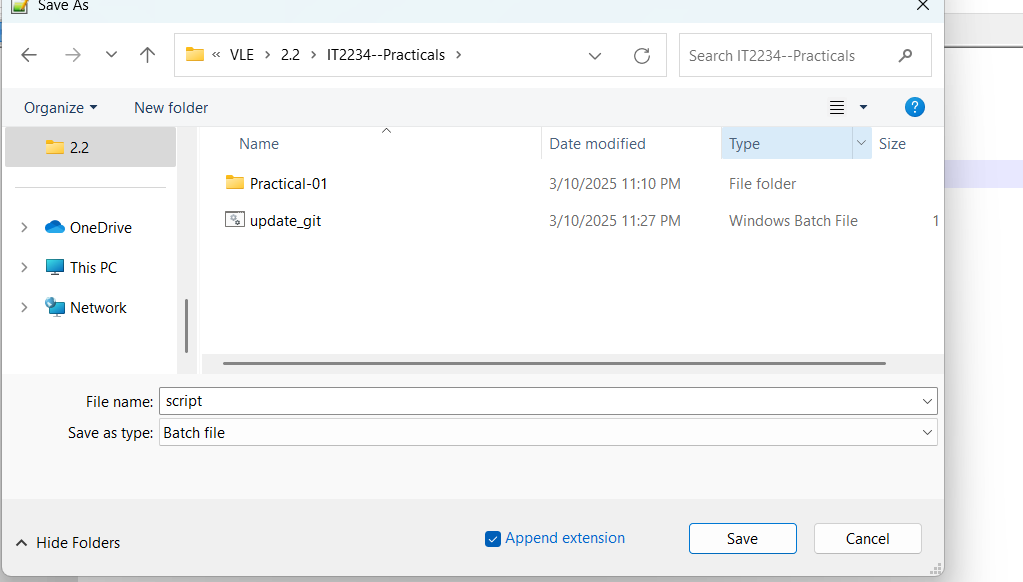 Save As
« VLE > 2.2 > IT2234--Practicals >
Search IT2234--Practicals
Organize
New folder
?
2.2
OneDrive
This PC
Network
Name Date modified Type Size
Practical-01 3/10/2025 11:10 PM File folder
update_git 3/10/2025 11:27 PM Windows Batch File 1
File name: script
Save as type: Batch file
Hide Folders
Append extension
Save
Cancel